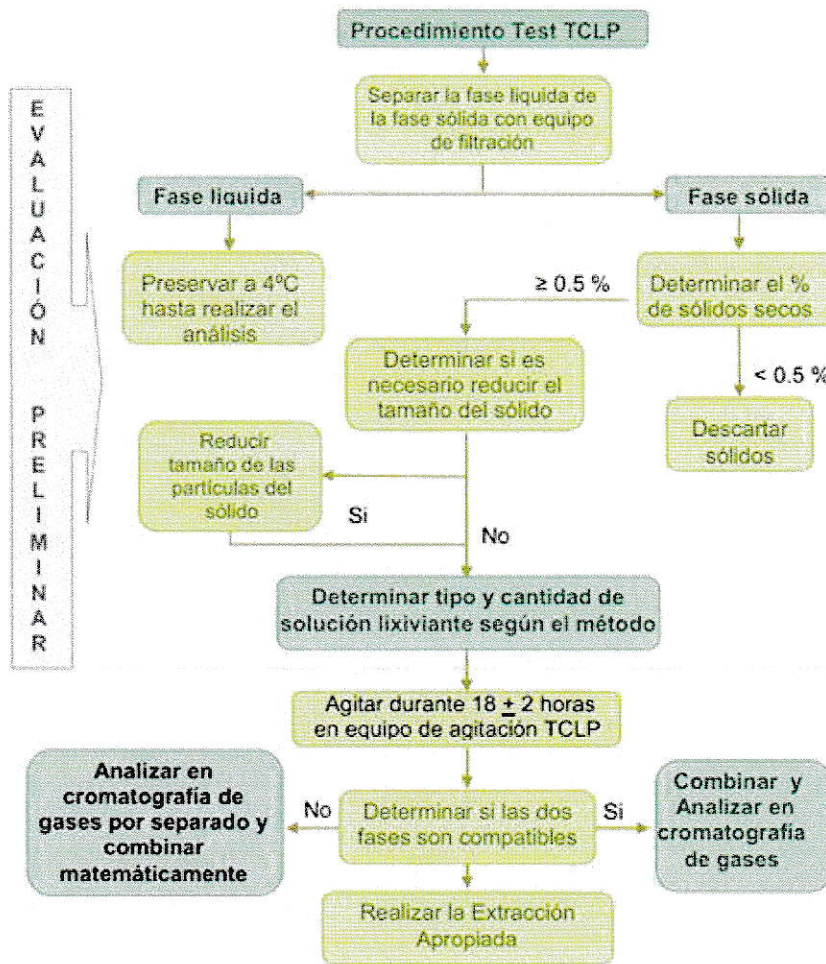 Procedimiento Test TCLP
Separar la fase liquida de
la fase sólida con equipo
de filtración
Fase liquida
Fase sólida
Preservar a 4ºC
hasta realizar el
análisis
≥ 0.5 %
Determinar el %
de sólidos secos
Determinar si es
necesario reducir el
tamaño del sólido
< 0.5 %
Descartar
sólidos
Reducir
tamaño de las
partículas del
sólido
Si
No
EVALUACIÓN PRELIMINAR
Determinar tipo y cantidad de
solución lixiviante según el método
Agitar durante 18 ± 2 horas
en equipo de agitación TCLP
Analizar en
cromatografía de
gases por separado y
combinar
matemáticamente
No
Determinar si las dos
fases son compatibles
Si
Combinar y
Analizar en
cromatografia
de gases
Realizar la Extracción
Apropiada